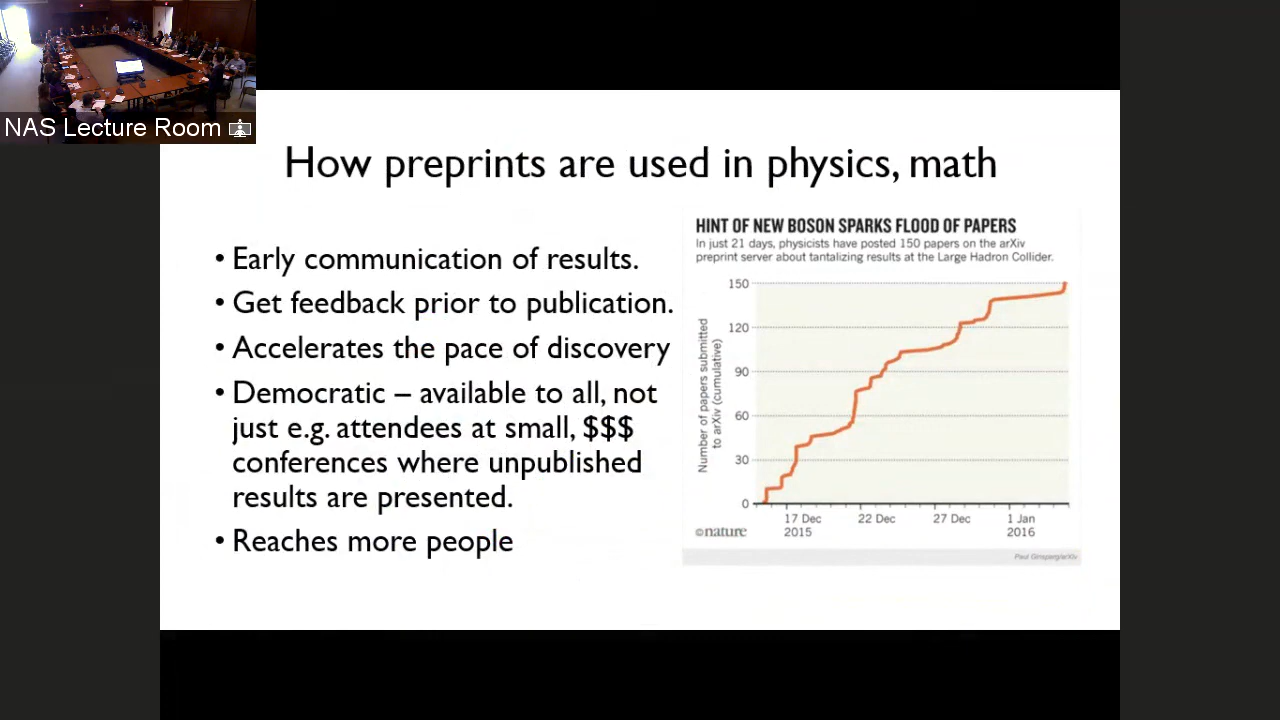 NAS Lecture Room
How preprints are used in physics, math
• Early communication of results.
• Get feedback prior to publication.
• Accelerates the pace of discovery
• Democratic – available to all, not
just e.g. attendees at small, $$$
conferences where unpublished
results are presented.
• Reaches more people
HINT OF NEW BOSON SPARKS FLOOD OF PAPERS
In just 21 days, physicists have posted 150 papers on the arXiv
preprint server about tantalizing results at the Large Hadron Collider.
Number of papers submitted
to arXiv (cumulative)
150
120
90
60
30
0
17 Dec
2015
22 Dec
27 Dec
1 Jan
2016
©nature
Paul Ginsparg/arXiv